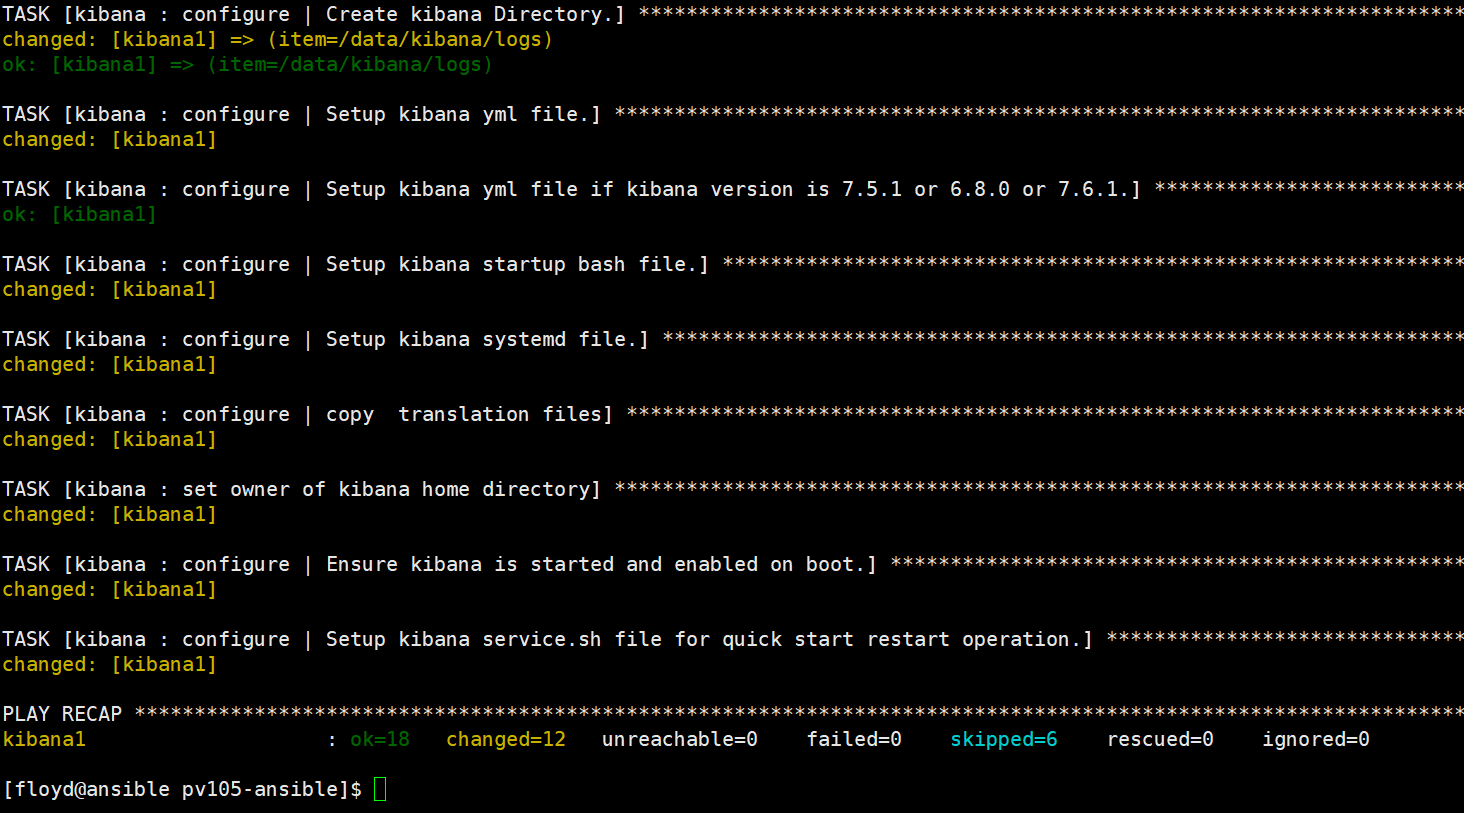 TASK [kibana : configure | Create kibana Directory.] *********************************************************************
changed: [kibana1] => (item=/data/kibana/logs)
ok: [kibana1] => (item=/data/kibana/logs)
TASK [kibana : configure | Setup kibana yml file.] ***********************************************************************
changed: [kibana1]
TASK [kibana : configure | Setup kibana yml file if kibana version is 7.5.1 or 6.8.0 or 7.6.1.] **************************
ok: [kibana1]
TASK [kibana : configure | Setup kibana startup bash file.] **************************************************************
changed: [kibana1]
TASK [kibana : configure | Setup kibana systemd file.] *******************************************************************
changed: [kibana1]
TASK [kibana : configure | copy  translation files] **********************************************************************
changed: [kibana1]
TASK [kibana : set owner of kibana home directory] ***********************************************************************
changed: [kibana1]
TASK [kibana : configure | Ensure kibana is started and enabled on boot.] ************************************************
changed: [kibana1]
TASK [kibana : configure | Setup kibana service.sh file for quick start restart operation.] ******************************
changed: [kibana1]
PLAY RECAP ***************************************************************************************************************
kibana1                    : ok=18   changed=12   unreachable=0    failed=0    skipped=6    rescued=0    ignored=0
[floyd@ansible pv105-ansible]$